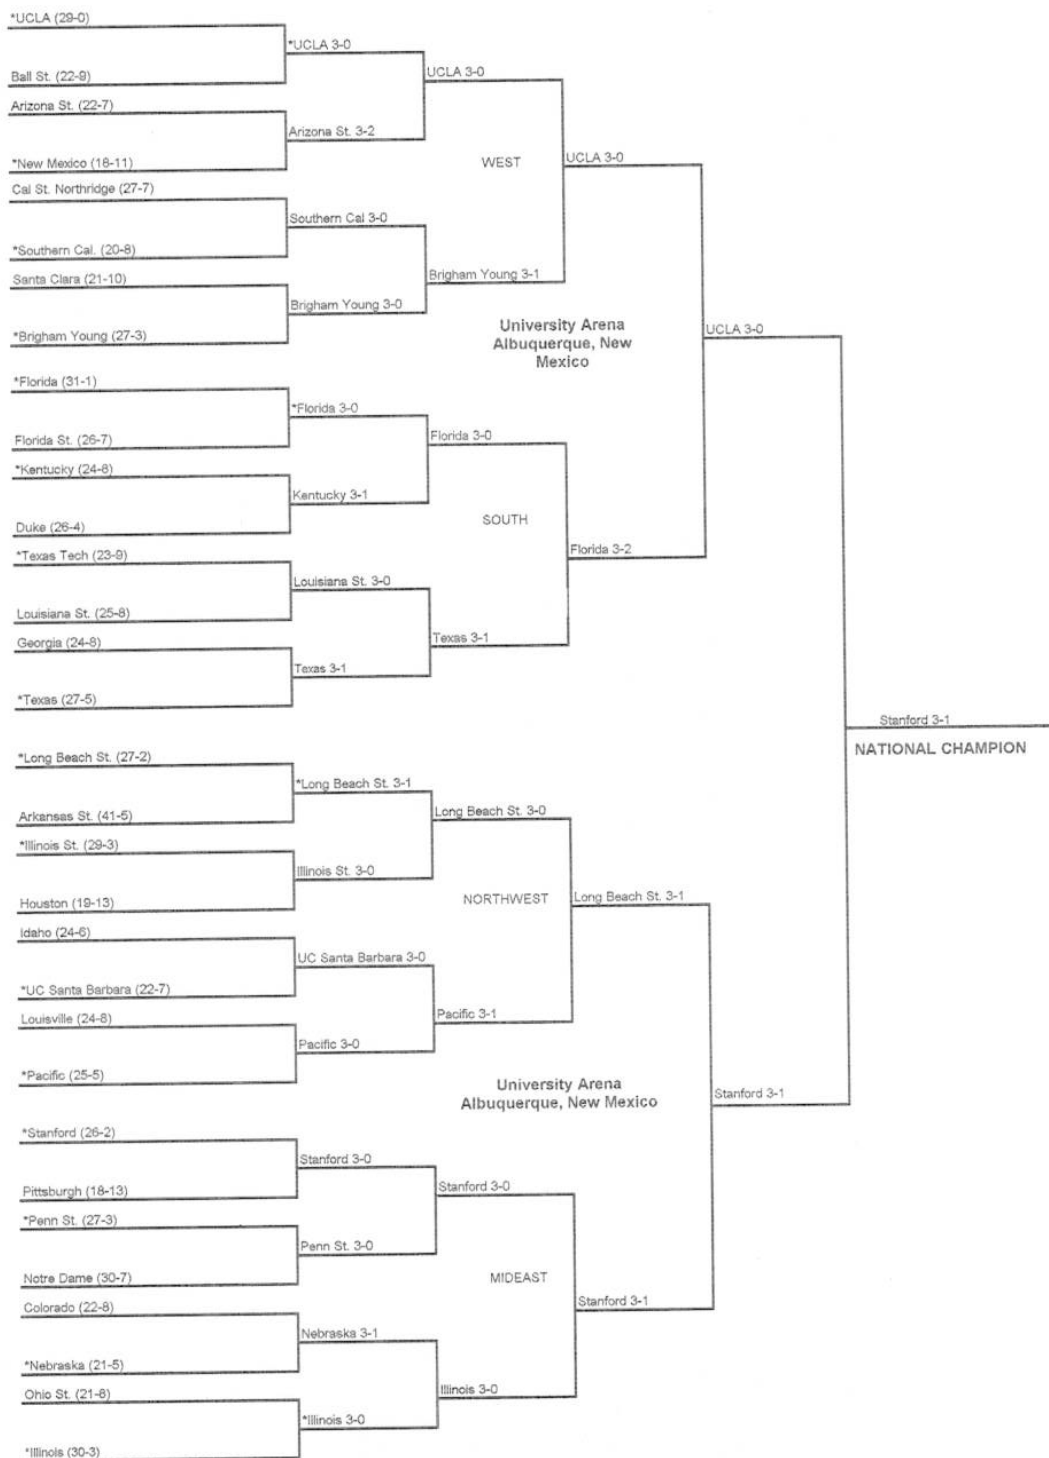 *UCLA (29-0)
*UCLA 3-0
Ball St. (22-9)
UCLA 3-0
Arizona St. (22-7)
Arizona St. 3-2
*New Mexico (18-11)
WEST
UCLA 3-0
Cal St. Northridge (27-7)
Southern Cal 3-0
*Southern Cal. (20-8)
Brigham Young 3-1
Santa Clara (21-10)
Brigham Young 3-0
*Brigham Young (27-3)
University Arena
Albuquerque, New
Mexico
UCLA 3-0
*Florida (31-1)
*Florida 3-0
Florida St. (26-7)
Florida 3-0
*Kentucky (24-8)
Kentucky 3-1
Duke (26-4)
SOUTH
Florida 3-2
*Texas Tech (23-9)
Louisiana St. 3-0
Louisiana St. (25-8)
Texas 3-1
Georgia (24-8)
Texas 3-1
*Texas (27-5)
Stanford 3-1
NATIONAL CHAMPION
*Long Beach St. (27-2)
*Long Beach St. 3-1
Arkansas St. (41-5)
Long Beach St. 3-0
*Illinois St. (29-3)
Illinois St. 3-0
Houston (19-13)
NORTHWEST
Long Beach St. 3-1
Idaho (24-6)
UC Santa Barbara 3-0
*UC Santa Barbara (22-7)
Pacific 3-1
Louisville (24-8)
Pacific 3-0
*Pacific (25-5)
University Arena
Albuquerque, New Mexico
Stanford 3-1
*Stanford (26-2)
Stanford 3-0
Pittsburgh (18-13)
Stanford 3-0
*Penn St. (27-3)
Penn St. 3-0
Notre Dame (30-7)
MIDEAST
Stanford 3-1
Colorado (22-8)
Nebraska 3-1
*Nebraska (21-5)
Illinois 3-0
Ohio St. (21-8)
*Illinois 3-0
*Illinois (30-3)